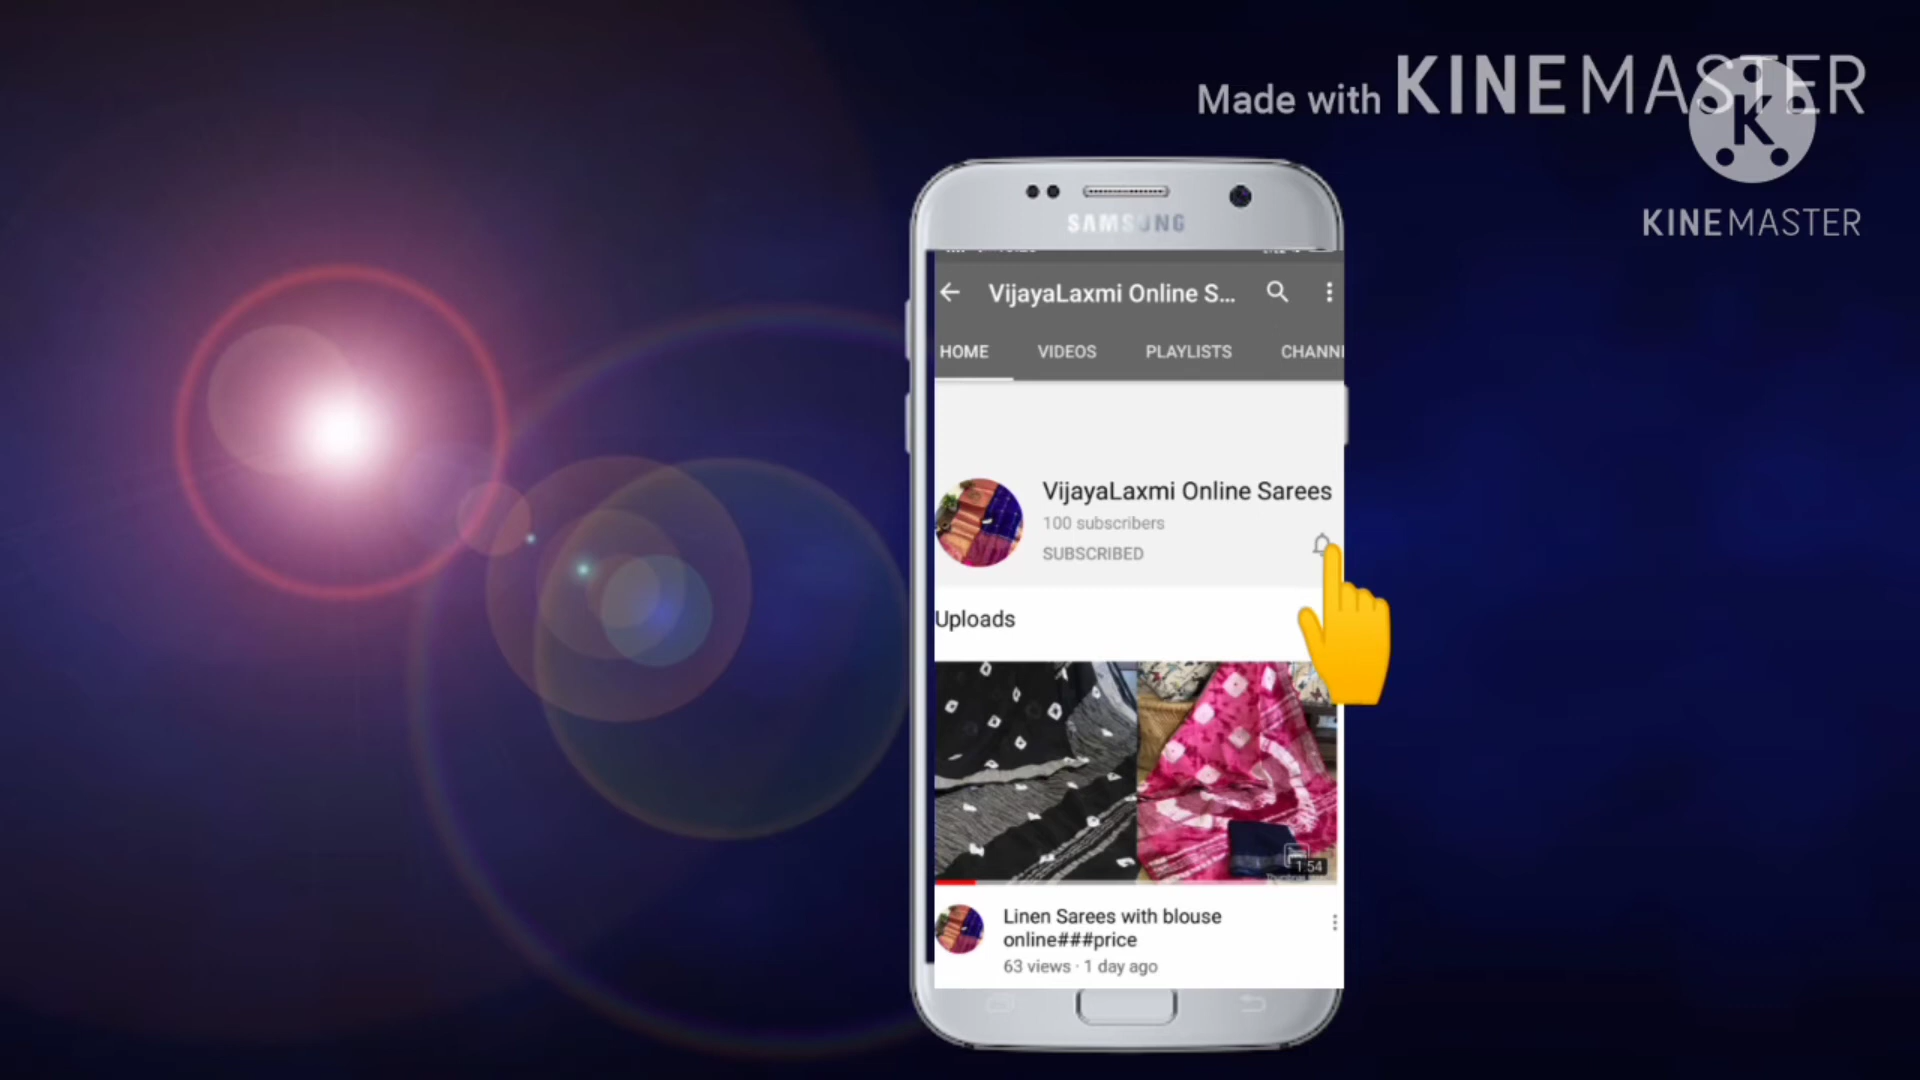 Made with KINEMASTER
K
KINEMASTER
SAMSUNG
VijayaLaxmi Online S...
HOME VIDEOS PLAYLISTS CHANNE
VijayaLaxmi Online Sarees
100 subscribers
SUBSCRIBED
Uploads
1:54
Linen Sarees with blouse
online###price
63 views · 1 day ago